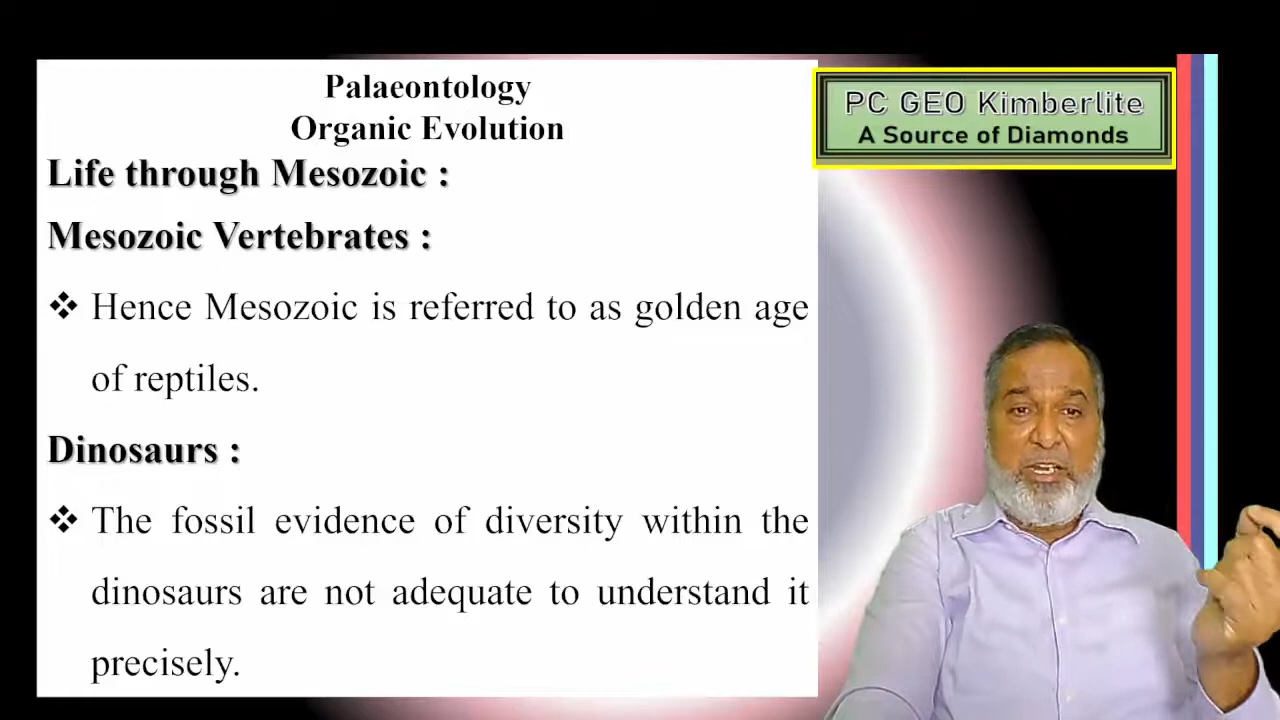 Palaeontology
Organic Evolution
Life through Mesozoic :
Mesozoic Vertebrates :
❖ Hence Mesozoic is referred to as golden age
of reptiles.
Dinosaurs :
❖ The fossil evidence of diversity within the
dinosaurs are not adequate to understand it
precisely.
PC GEO Kimberlite
A Source of Diamonds